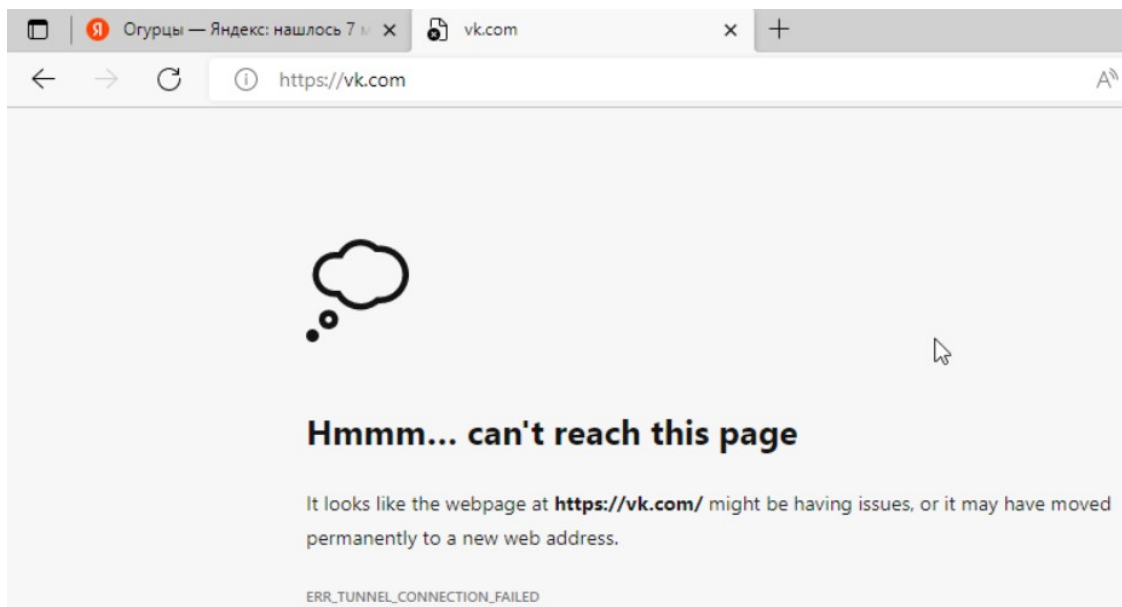 Я Огурцы — Яндекс: нашлось 7 м
vk.com
https://vk.com
A
Hmmm... can't reach this page
It looks like the webpage at https://vk.com/ might be having issues, or it may have moved
permanently to a new web address.
ERR_TUNNEL_CONNECTION_FAILED